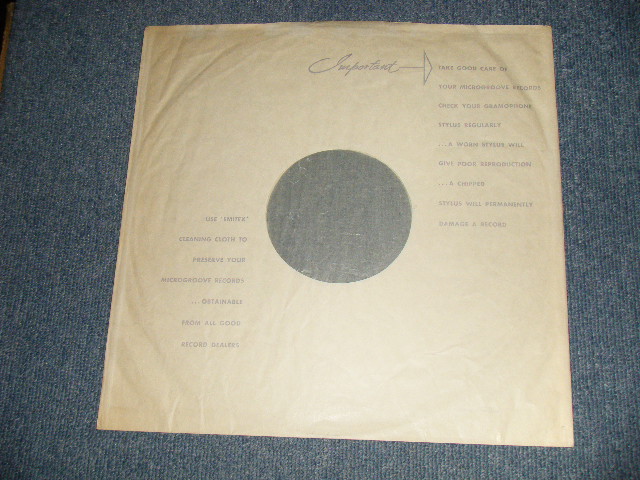 Important
TAKE GOOD CARE OF
YOUR MICROGROOVE RECORDS
CHECK YOUR GRAMOPHONE
STYLUS REGULARLY
...A WORN STYLUS WILL
GIVE POOR REPRODUCTION
...A CHIPPED
STYLUS WILL PERMANENTLY
DAMAGE A RECORD
USE 'EMITEX'
CLEANING CLOTH TO
PRESERVE YOUR
MICROGROOVE RECORDS
...OBTAINABLE
FROM ALL GOOD
RECORD DEALERS